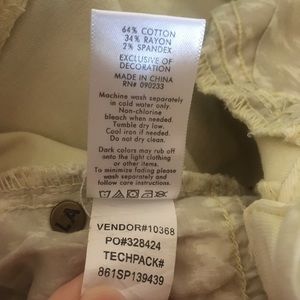 64% COTTON
34% RAYON
2% SPANDEX
EXCLUSIVE OF
DECORATION
MADE IN CHINA
RN# 090233
Machine wash separately
in cold water only.
Non-chlorine
bleach when needed.
Tumble dry low.
Cool iron if needed.
Do not dry clean.
Dark colors may rub off
onto the light clothing
or other items.
To minimize fading please
wash separately and
follow care instructions.
VENDOR#10368
PO#328424
TECHPACK#
861SP139439